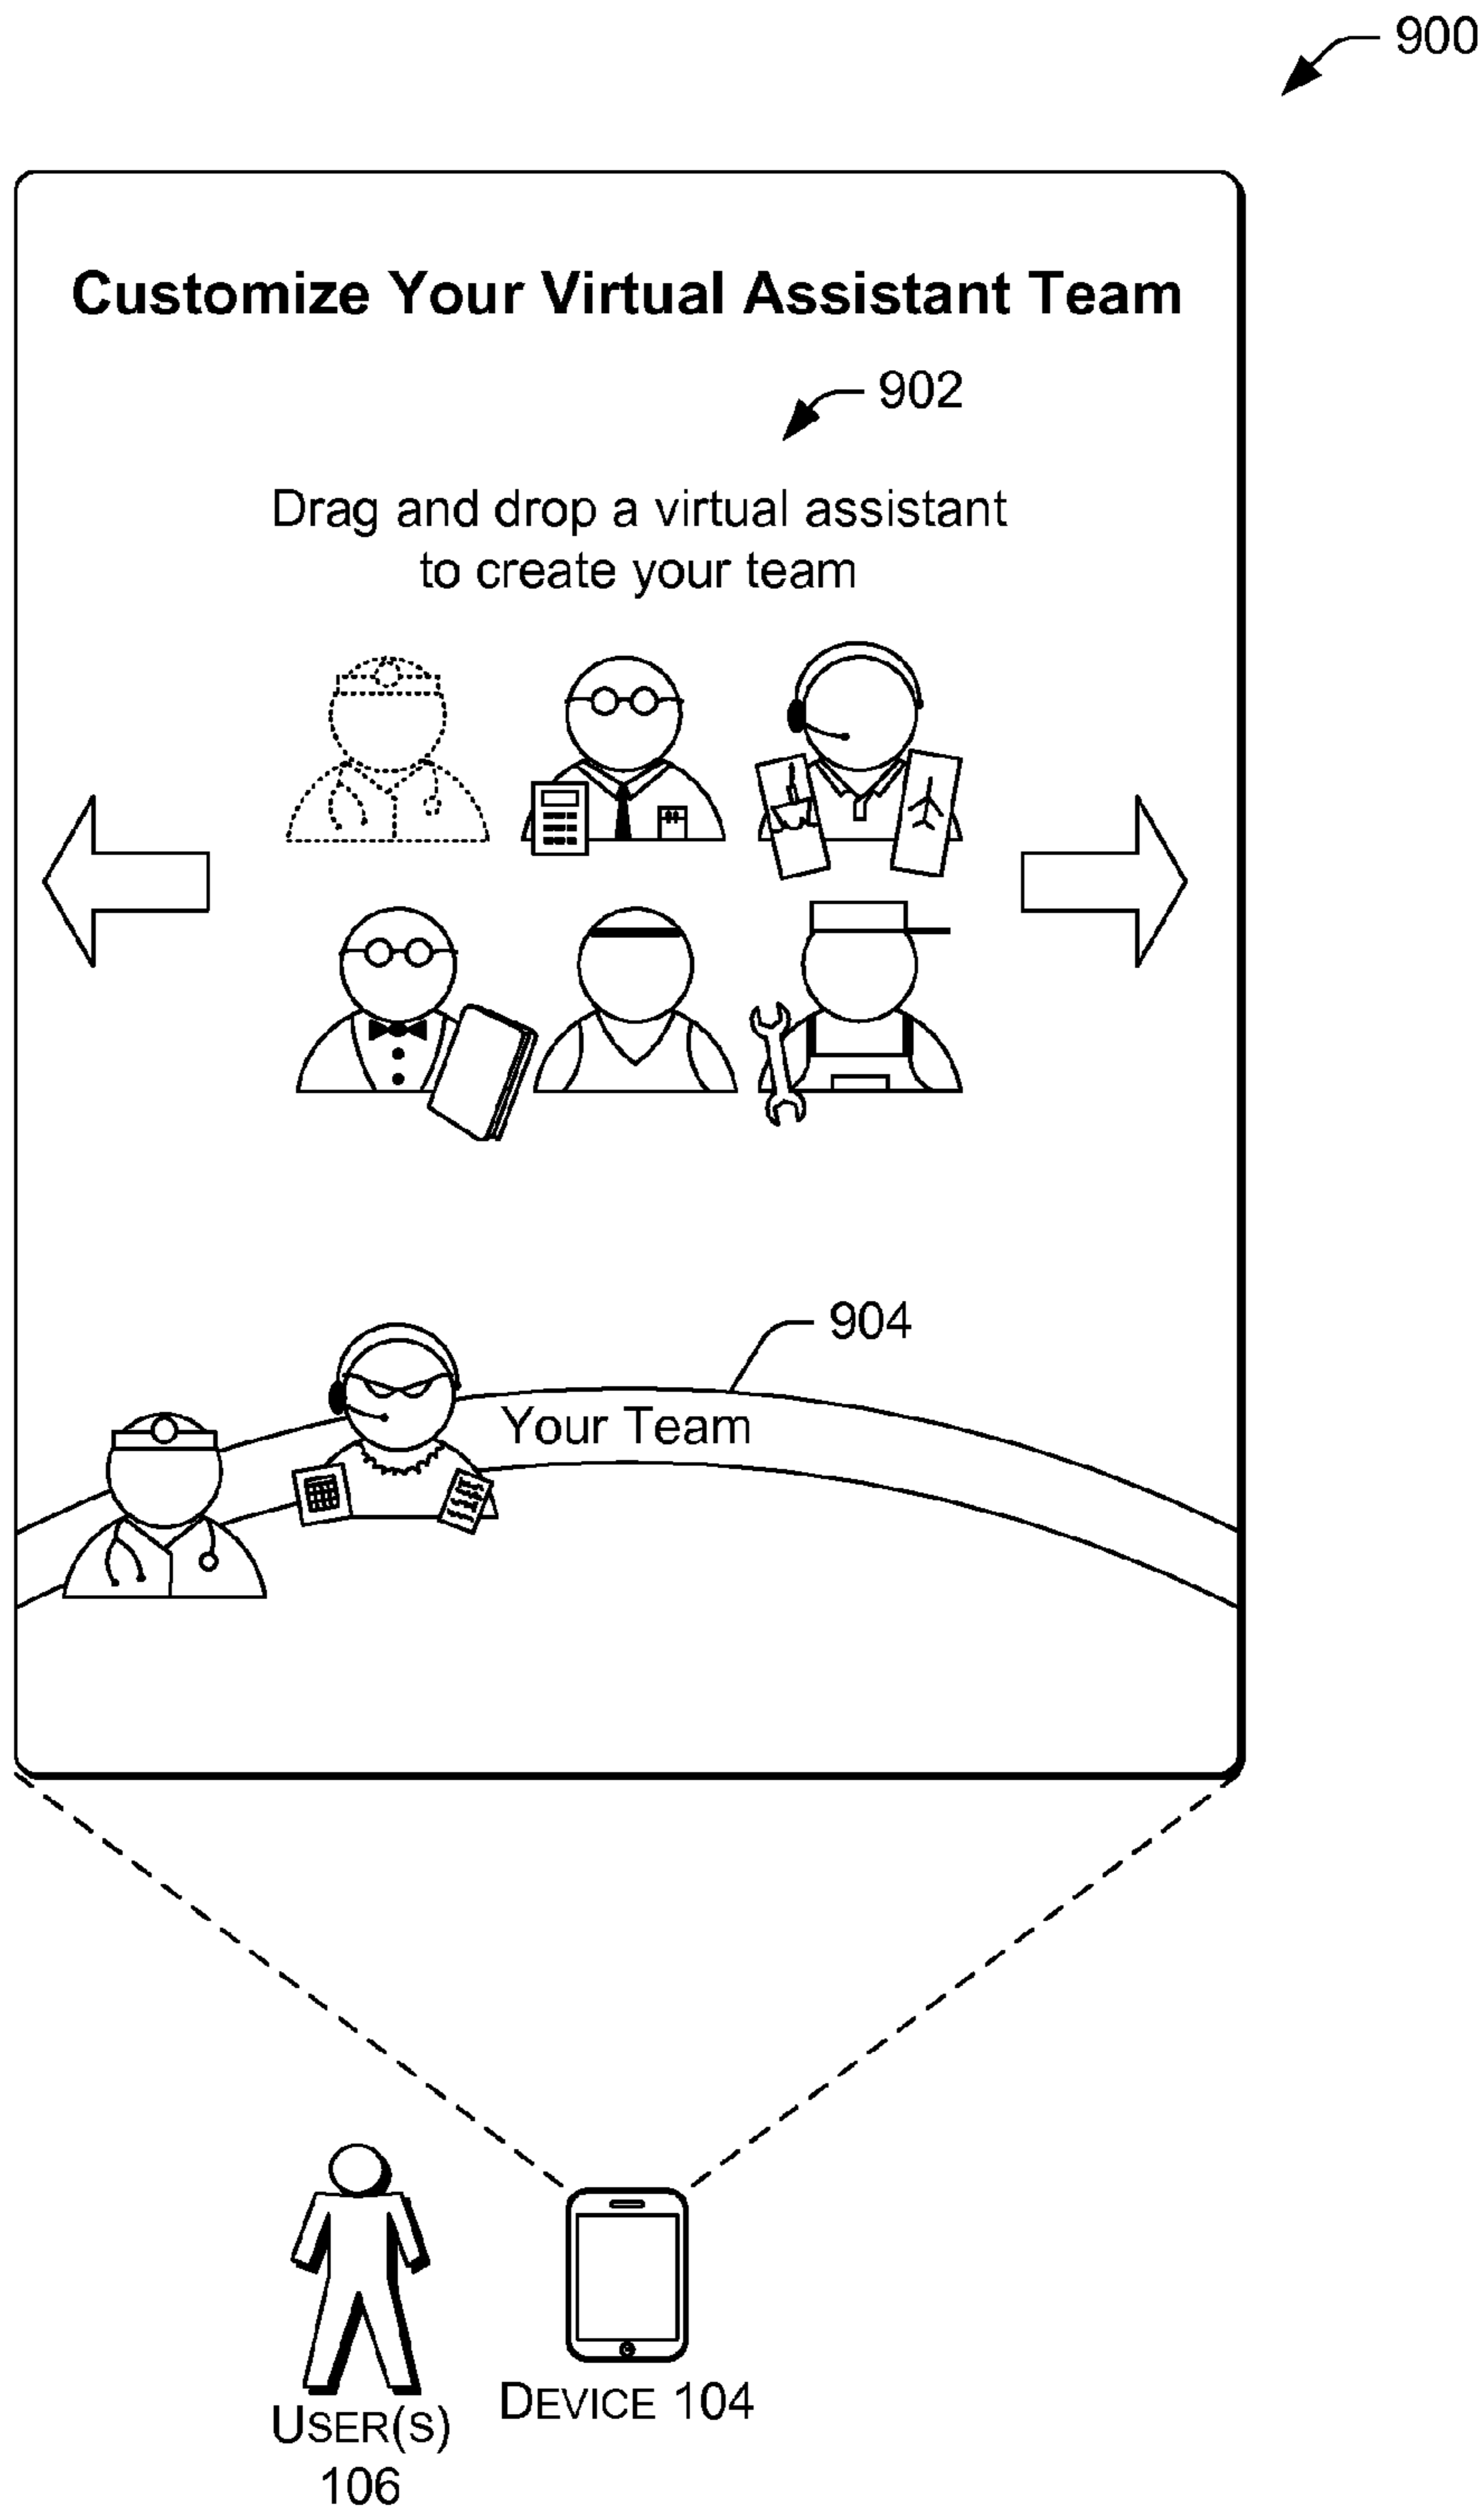 900
Customize Your Virtual Assistant Team
902
Drag and drop a virtual assistant
to create your team
904
Your Team
USER(S)
106
DEVICE 104